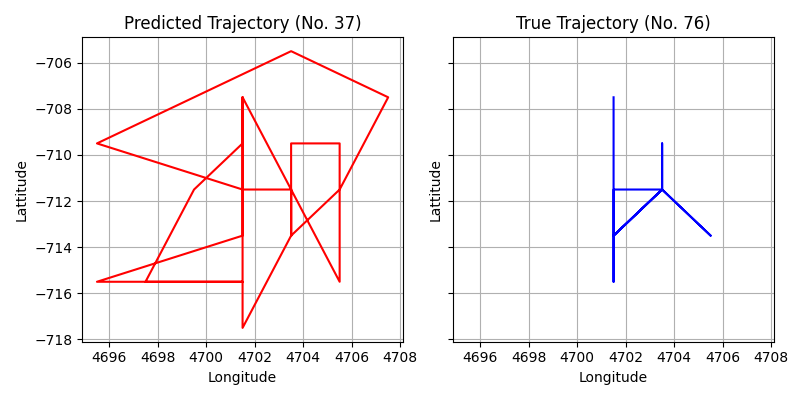 Predicted Trajectory (No. 37)
Lattitude
−706
−708
−710
−712
−714
−716
−718
4696 4698 4700 4702 4704 4706 4708
Longitude
True Trajectory (No. 76)
Lattitude
4696 4698 4700 4702 4704 4706 4708
Longitude